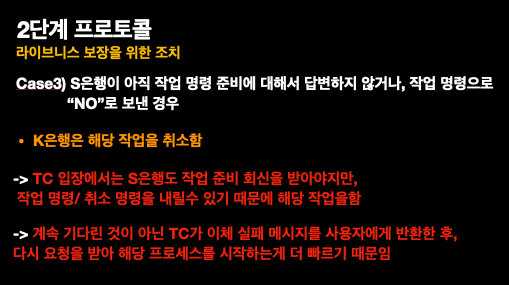 2단계 프로토콜
라이브니스 보장을 위한 조치
Case3) S은행이 아직 작업 명령 준비에 대해서 답변하지 않거나, 작업 명령으로
“NO”로 보낸 경우
• K은행은 해당 작업을 취소함
-> TC 입장에서는 S은행도 작업 준비 회신을 받아야지만,
작업 명령/ 취소 명령을 내릴수 있기 때문에 해당 작업을함
-> 계속 기다린 것이 아닌 TC가 이체 실패 메시지를 사용자에게 반환한 후,
다시 요청을 받아 해당 프로세스를 시작하는게 더 빠르기 때문임